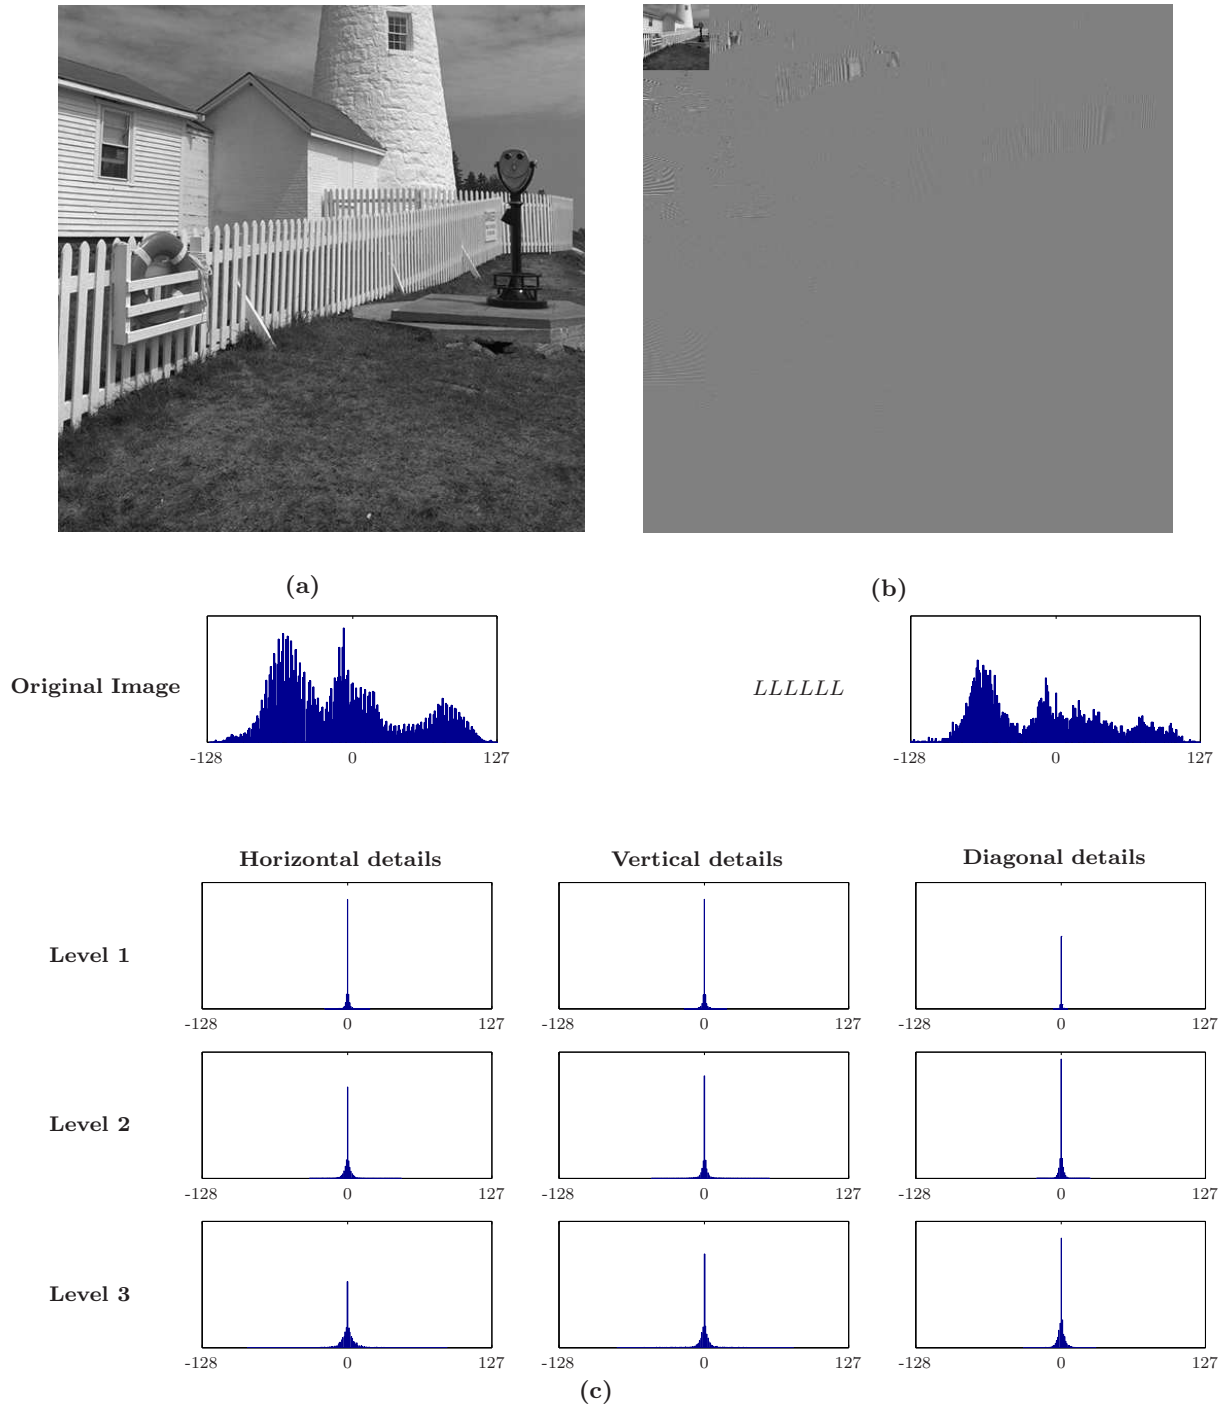 (a)
(b)
Original Image
-128 0 127
LLLLLL
-128 0 127
Horizontal details Vertical details Diagonal details
Level 1
-128 0 127 -128 0 127 -128 0 127
Level 2
-128 0 127 -128 0 127 -128 0 127
Level 3
-128 0 127 -128 0 127 -128 0 127
(c)